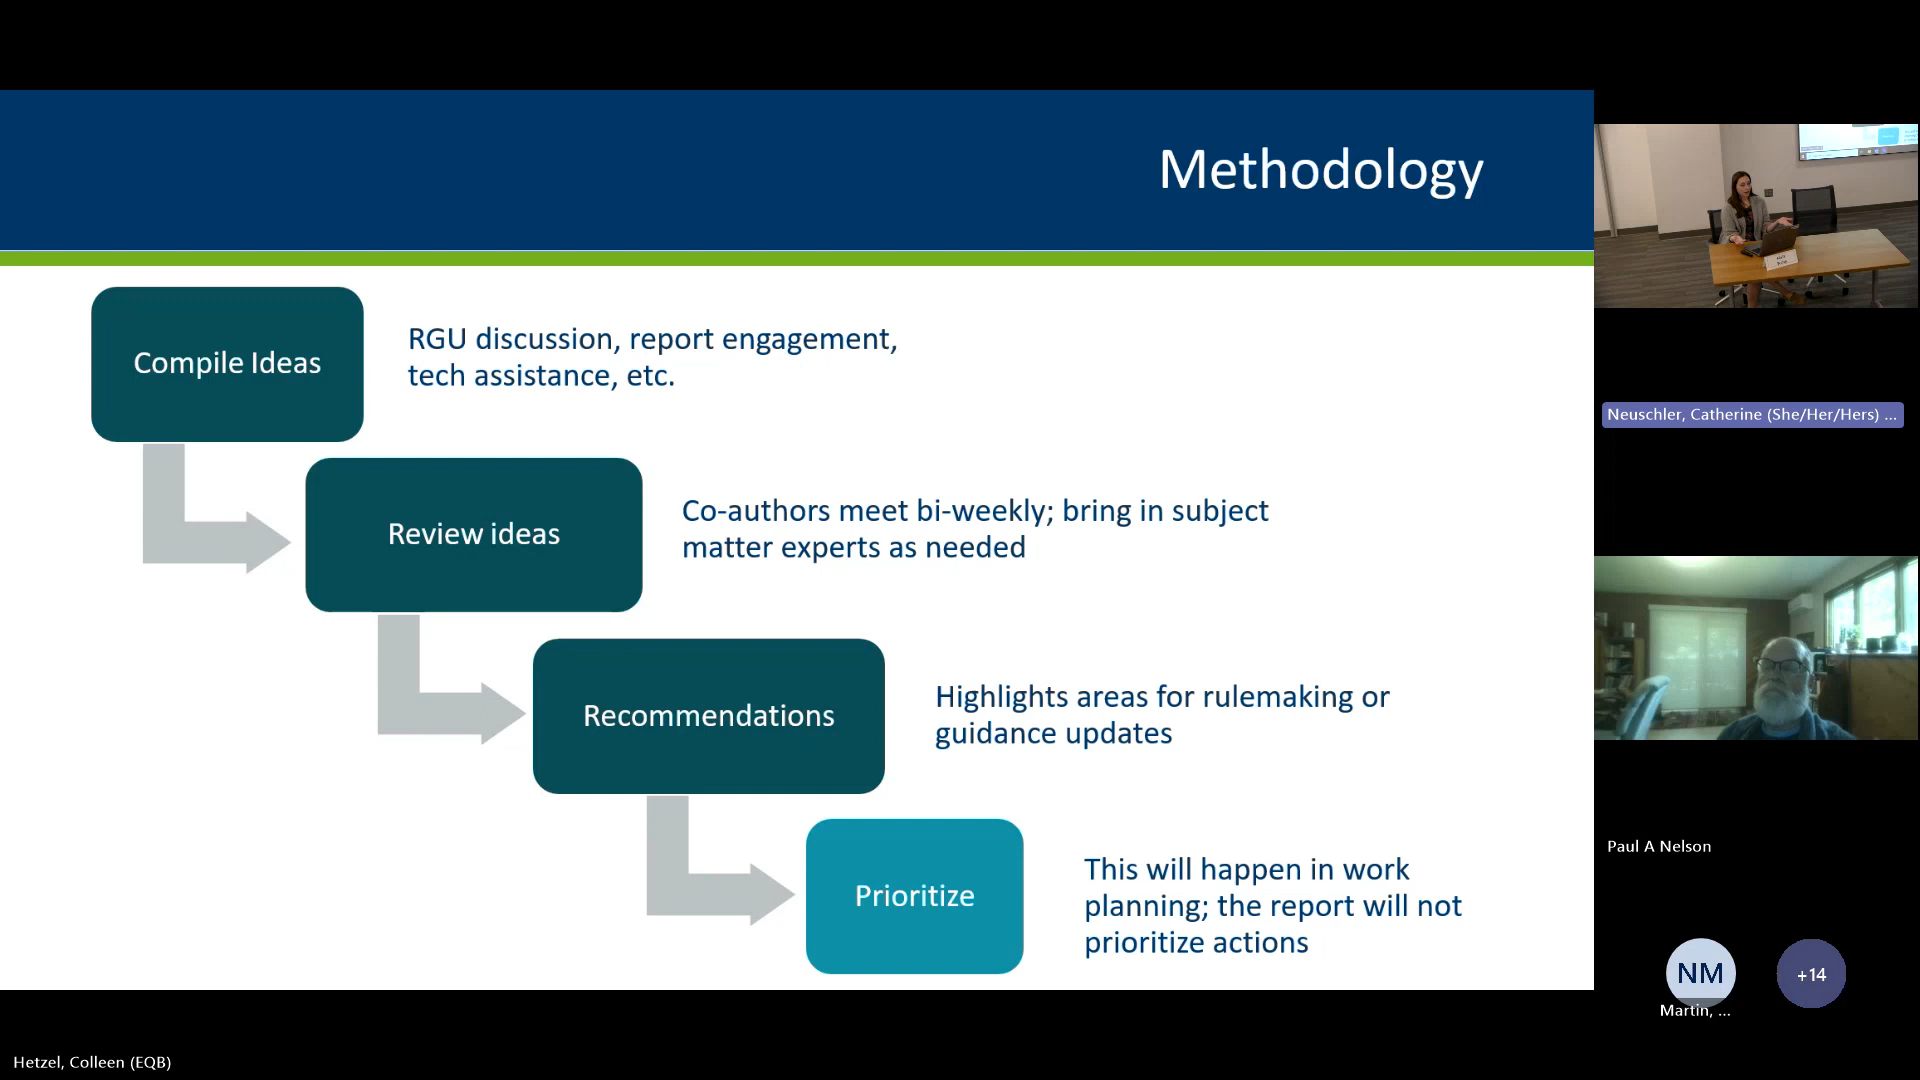 Methodology
Compile Ideas
RGU discussion, report engagement,
tech assistance, etc.
Review ideas
Co-authors meet bi-weekly; bring in subject
matter experts as needed
Recommendations
Highlights areas for rulemaking or
guidance updates
Prioritize
This will happen in work
planning; the report will not
prioritize actions
Neuschler, Catherine (She/Her/Hers) ...
Paul A Nelson
NM
+14
Martin, ...
Hetzel, Colleen (EQB)